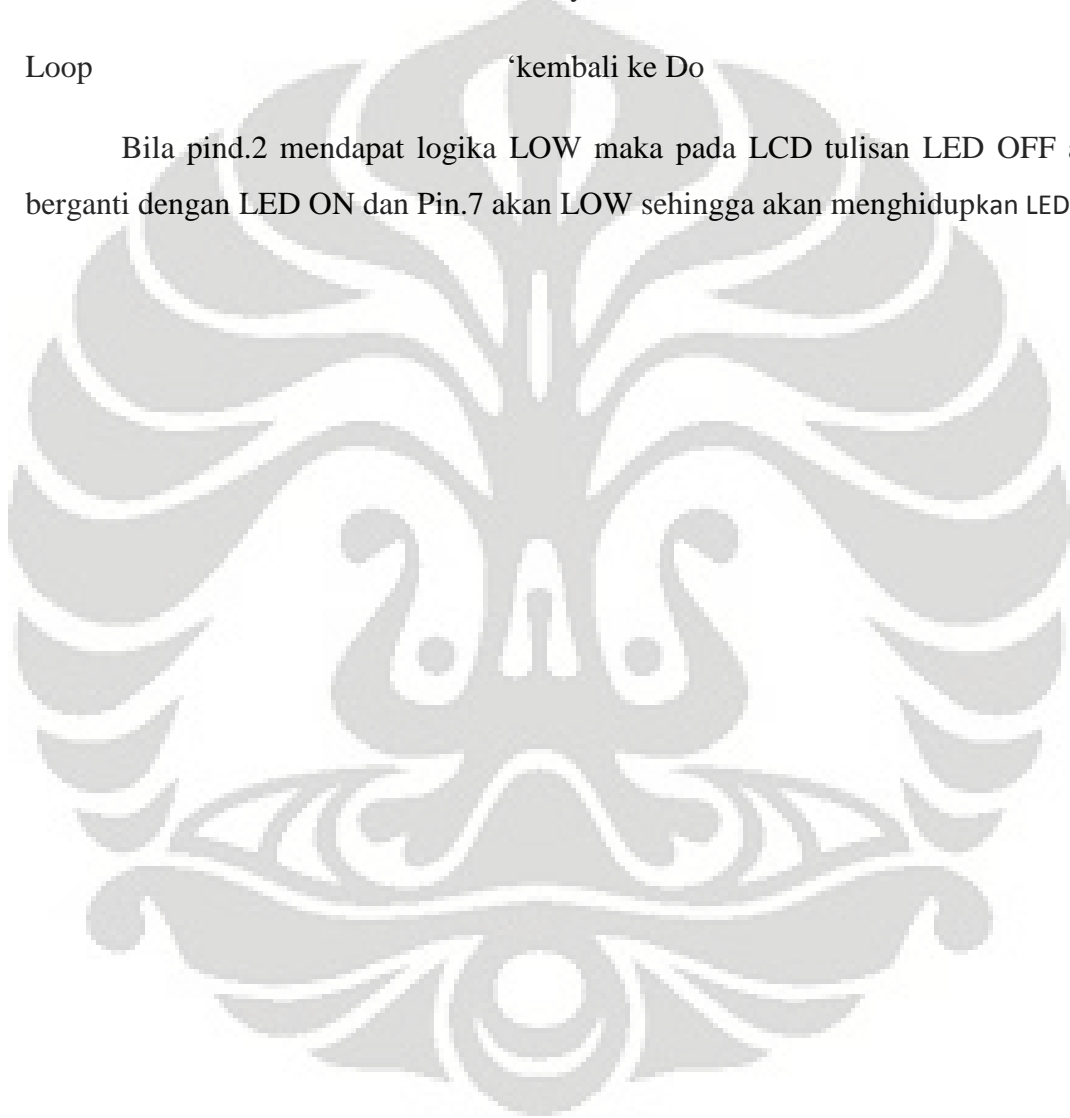 Loop ‘kembali ke Do
Bila pind.2 mendapat logika LOW maka pada LCD tulisan LED OFF
berganti dengan LED ON dan Pin.7 akan LOW sehingga akan menghidupkan LED